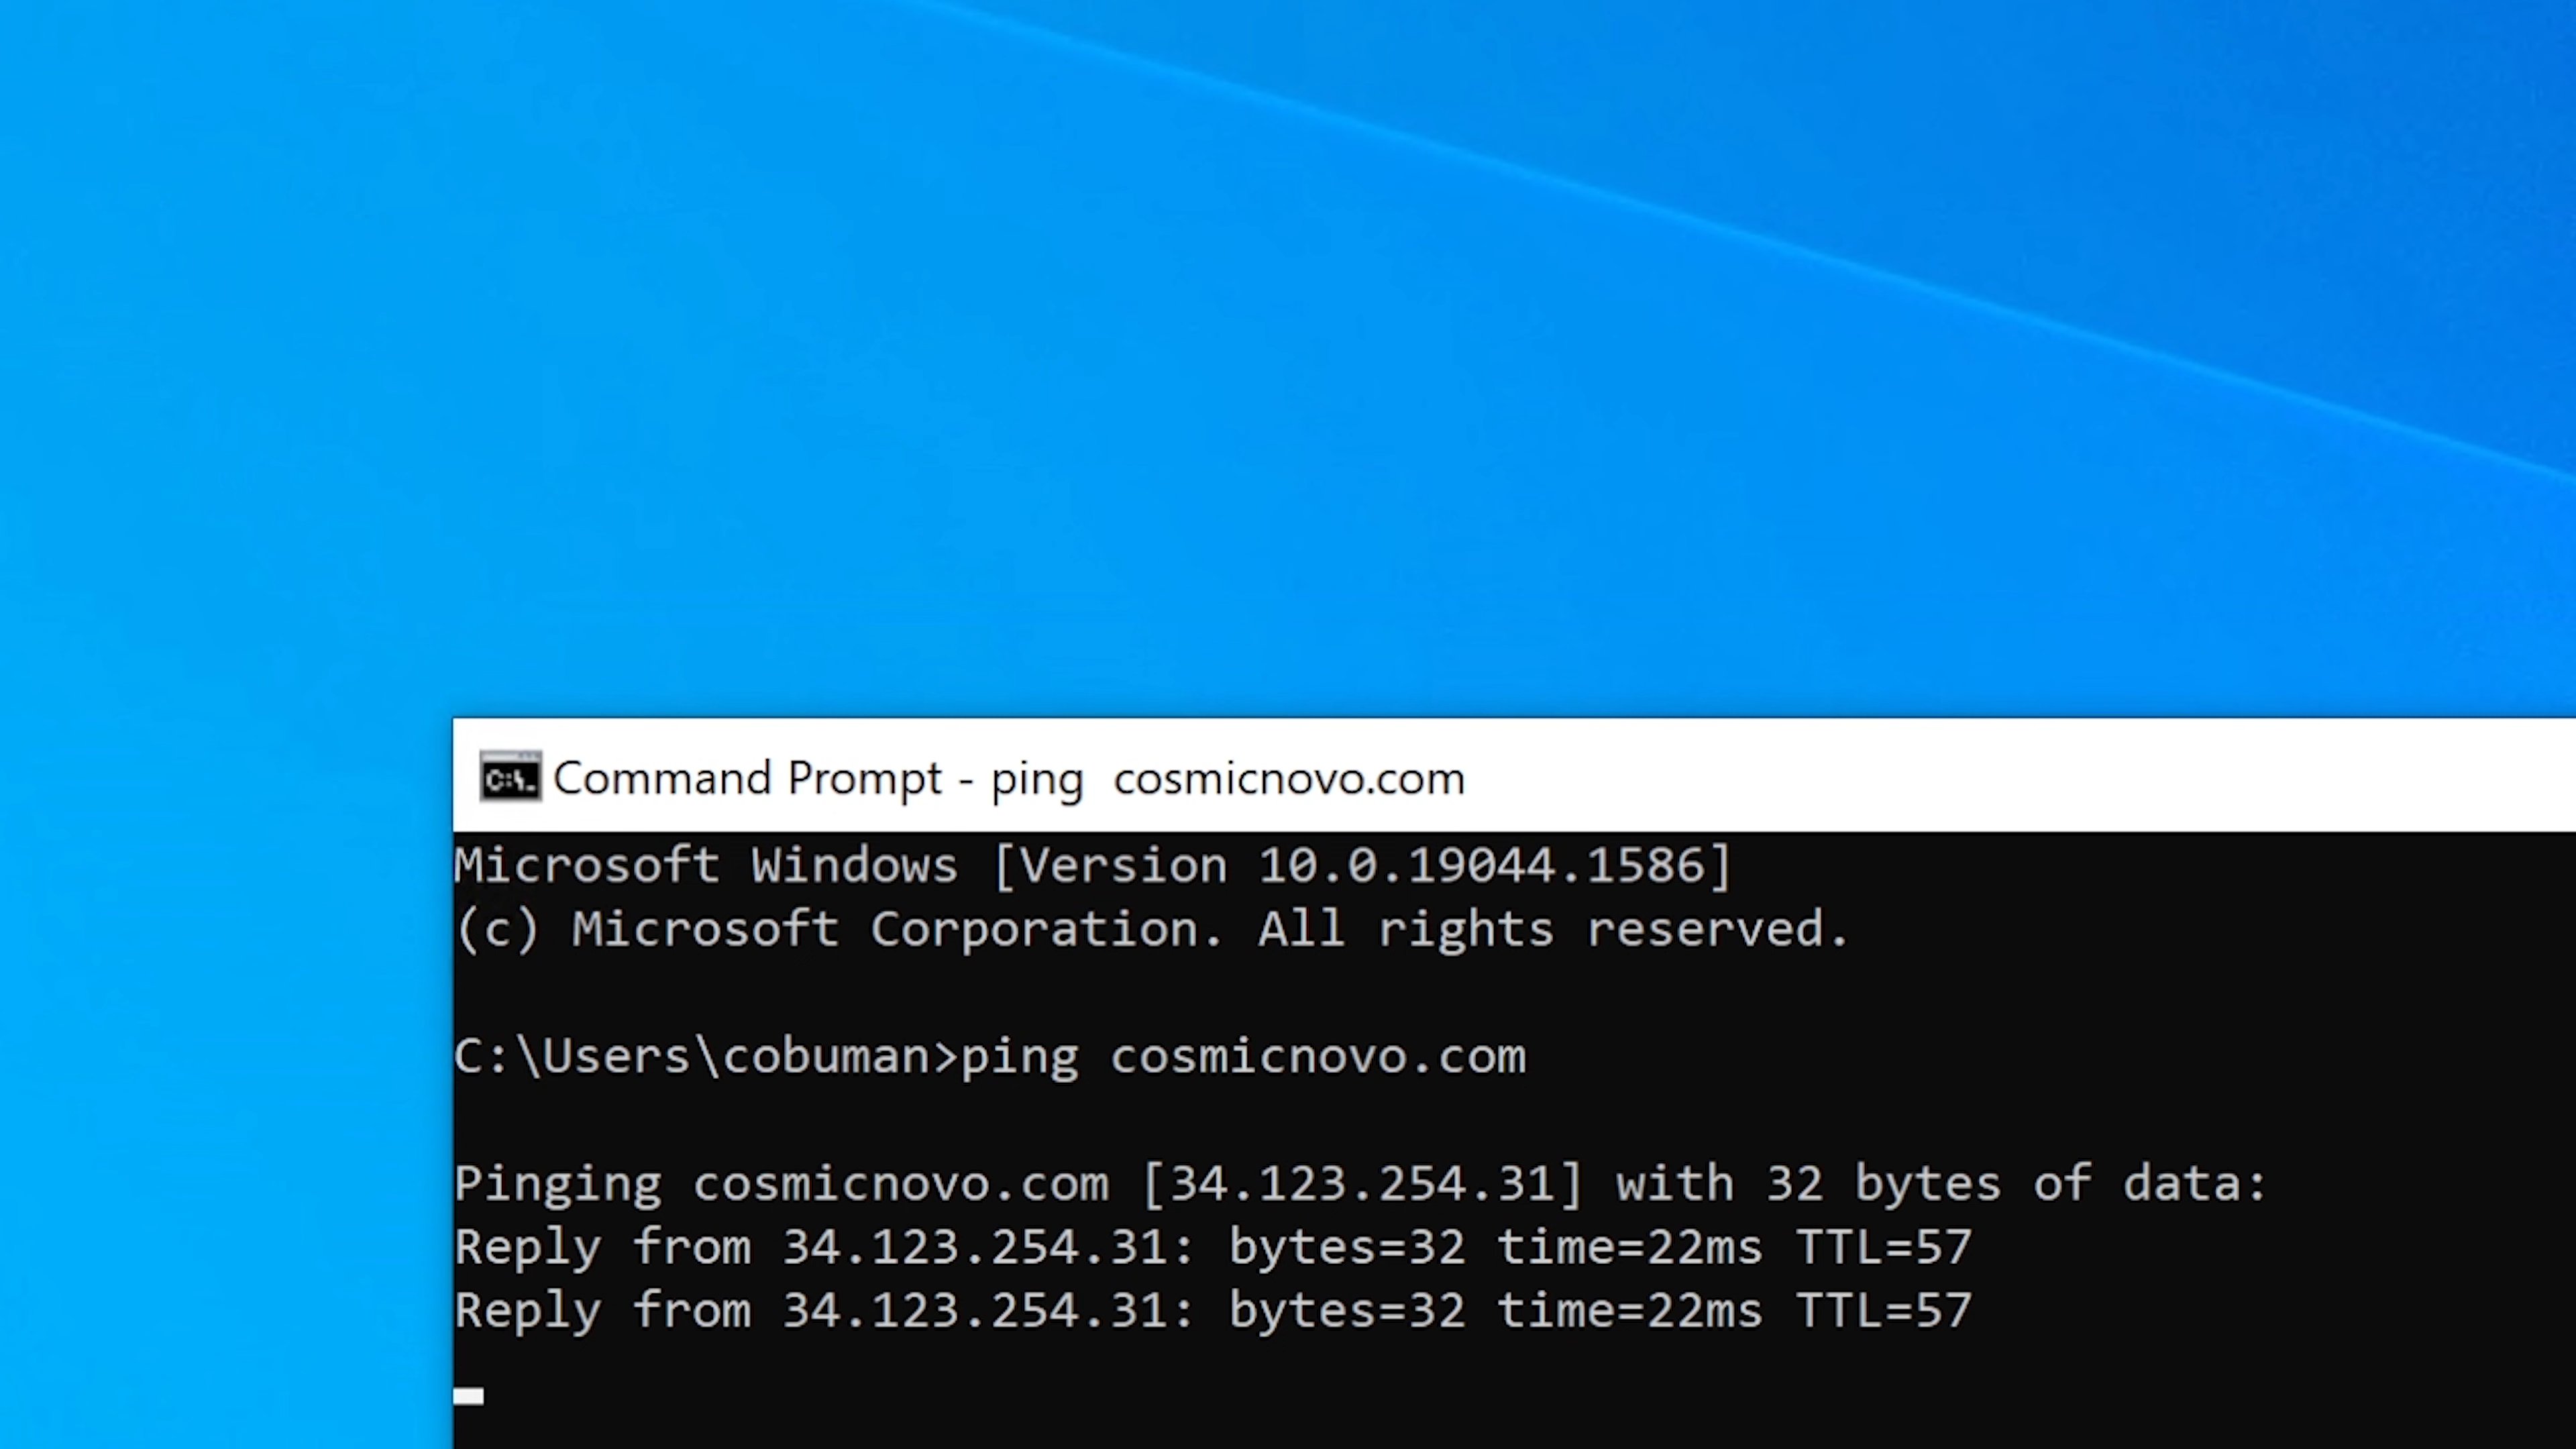 Command Prompt - ping  cosmicnovo.com
Microsoft Windows [Version 10.0.19044.1586]
(c) Microsoft Corporation. All rights reserved.
C:\Users\cobuman>ping cosmicnovo.com
Pinging cosmicnovo.com [34.123.254.31] with 32 bytes of data:
Reply from 34.123.254.31: bytes=32 time=22ms TTL=57
Reply from 34.123.254.31: bytes=32 time=22ms TTL=57